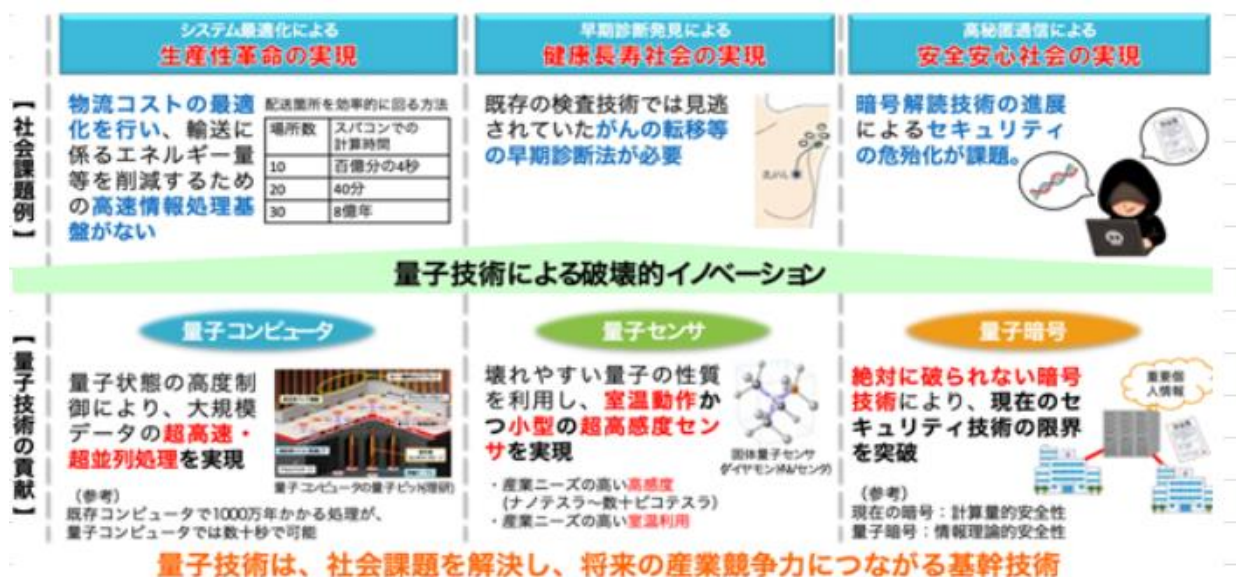 システム最適化による
生産性革命の実現
早期診断発見による
健康長寿社会の実現
高秘匿通信による
安全安心社会の実現
【社会課題例】
物流コストの最適
化を行い、輸送に
係るエネルギー量
等を削減するため
の高速情報処理基
盤がない
配送箇所を効率的に回る方法
場所数 スパコンでの
計算時間
10 百億分の4秒
20 40分
30 8億年
既存の検査技術では見逃
されていたがんの転移等
の早期診断法が必要
乳がん
暗号解読技術の進展
によるセキュリティ
の危殆化が課題。
量子技術による破壊的イノベーション
【量子技術の貢献】
量子コンピュータ
量子状態の高度制
御により、大規模
データの超高速・
超並列処理を実現
量子コンピュータの量子ビット(理研)
（参考）
既存コンピュータで1000万年かかる処理が、
量子コンピュータでは数十秒で可能
量子センサ
壊れやすい量子の性質
を利用し、室温動作か
つ小型の超高感度セン
サを実現
固体量子センサ
(ダイヤモンドNVセンタ)
・産業ニーズの高い高感度
(ナノテスラ～数十ピコテスラ)
・産業ニーズの高い室温利用
量子暗号
絶対に破られない暗号
技術により、現在のセ
キュリティ技術の限界
を突破
重要個
人情報
（参考）
現在の暗号：計算量的安全性
量子暗号：情報理論的安全性
量子技術は、社会課題を解決し、将来の産業競争力につながる基幹技術